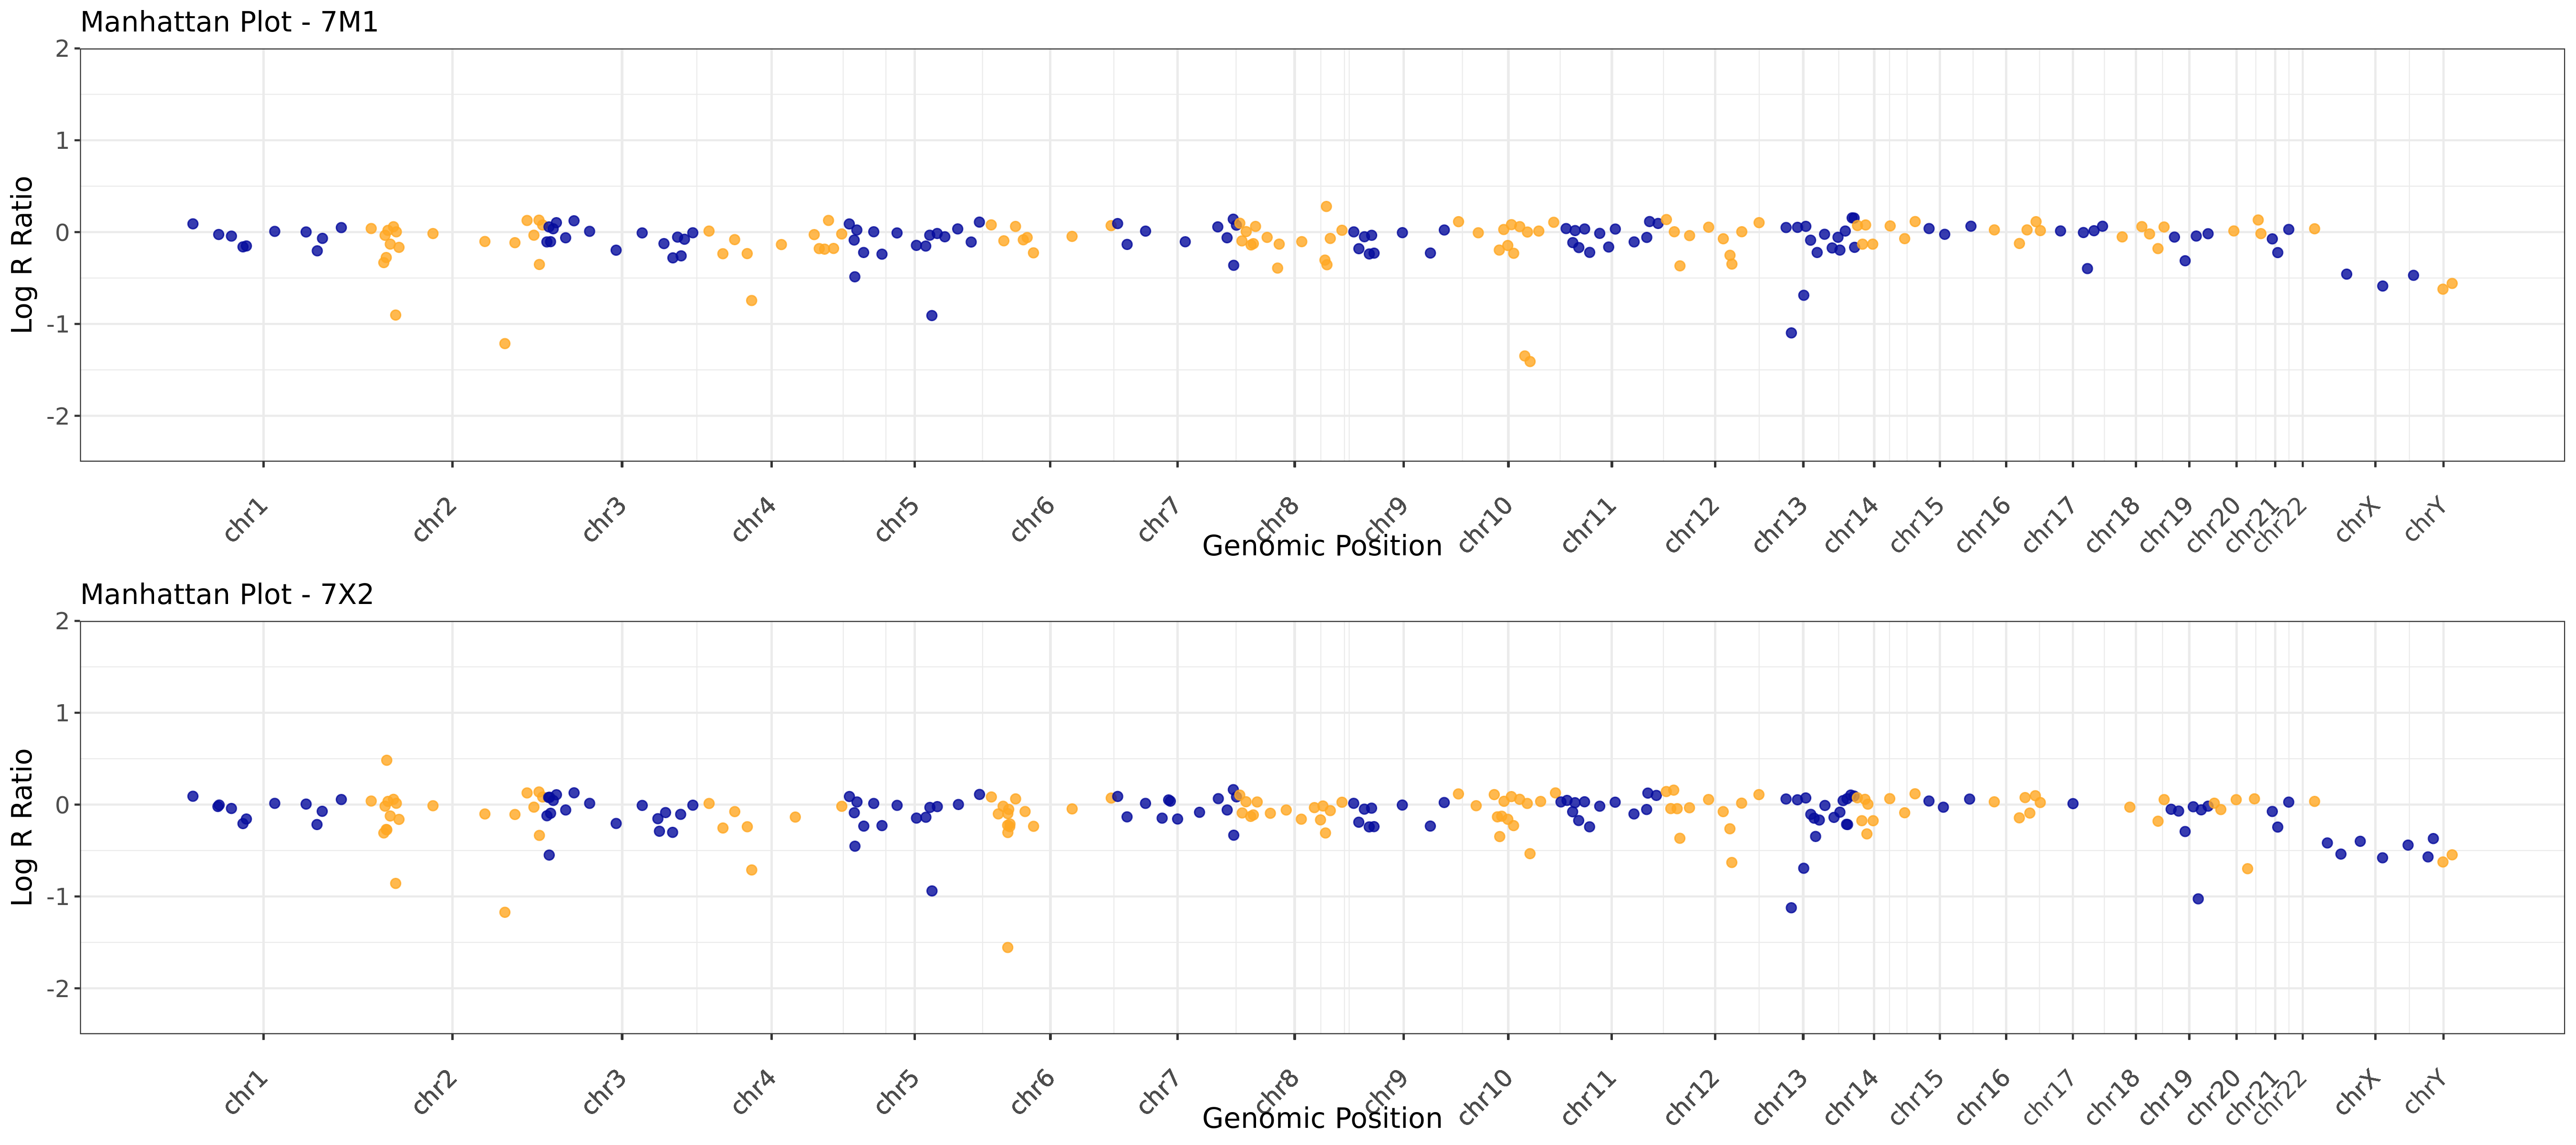 Manhattan Plot - 7M1
2
1
0
-1
-2
Log R Ratio
chr1 chr2 chr3 chr4 chr5 chr6 chr7 chr8 chr9 chr10 chr11 chr12 chr13 chr14 chr15 chr16 chr17 chr18 chr19 chr20 chr21 chr22 chrX chrY
Genomic Position
Manhattan Plot - 7X2
2
1
0
-1
-2
Log R Ratio
chr1 chr2 chr3 chr4 chr5 chr6 chr7 chr8 chr9 chr10 chr11 chr12 chr13 chr14 chr15 chr16 chr17 chr18 chr19 chr20 chr21 chr22 chrX chrY
Genomic Position